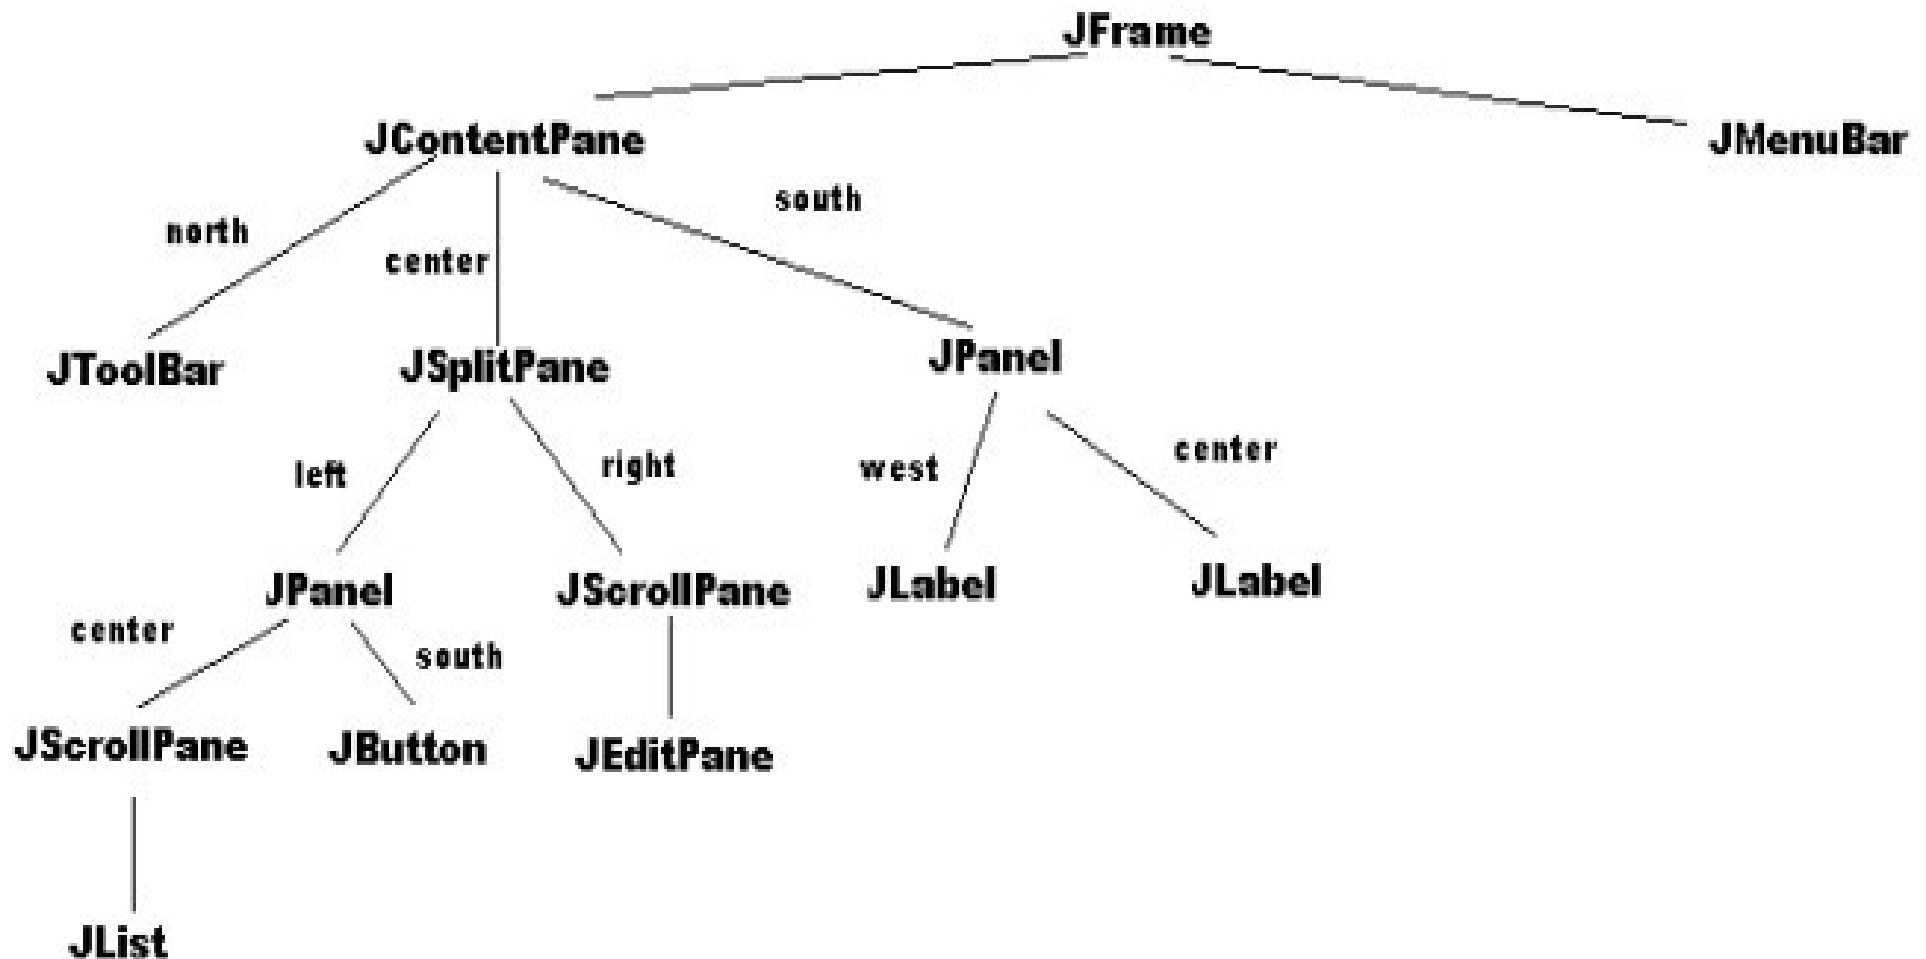 JFrame
JContentPane
JMenuBar
north
center
south
JToolBar
JSplitPane
JPanel
left
right
west
center
JPanel
JScrollPane
JLabel
JLabel
center
south
JScrollPane
JButton
JEditPane
JList